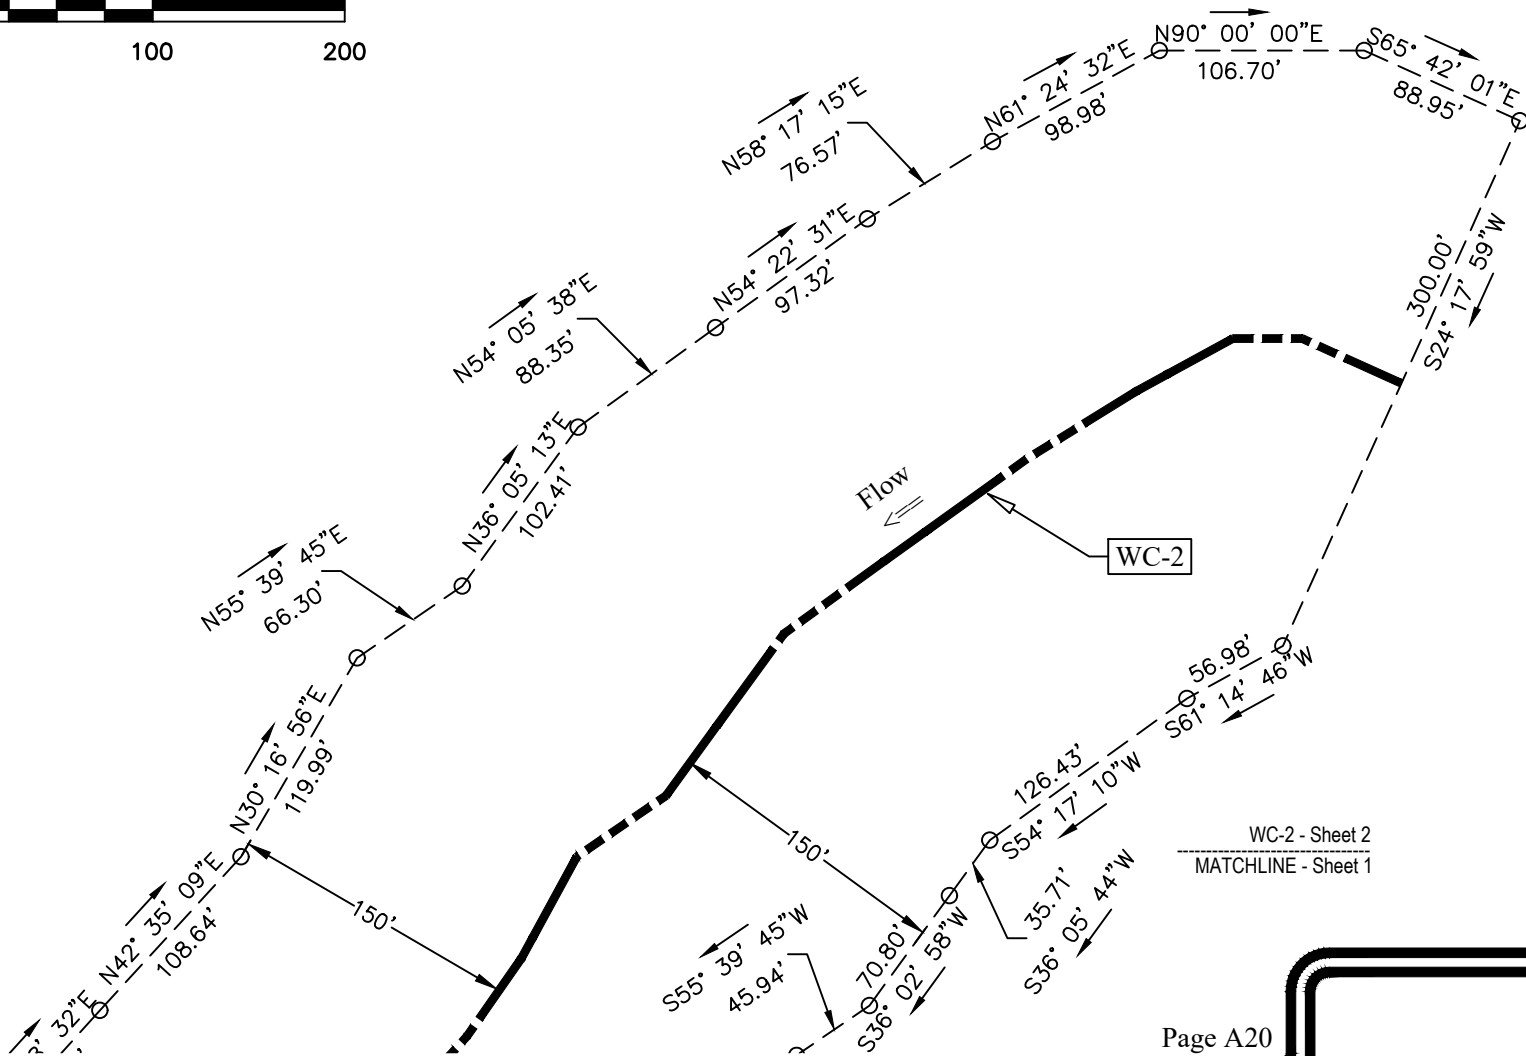 100 200
N90° 00' 00"E
106.70'
S65° 42' 01"E
88.95'
N61° 24' 32"E
98.98'
N58° 17' 15"E
76.57'
N54° 22' 31"E
97.32'
300.00'
S24° 17' 59"W
N54° 05' 38"E
88.35'
N36° 05' 13"E
102.41'
Flow
WC-2
N55° 39' 45"E
66.30'
56.98'
S61° 14' 46"W
N30° 16' 56"E
119.99'
126.43'
S54° 17' 10"W
150'
WC-2 - Sheet 2
MATCHLINE - Sheet 1
35.71'
S36° 05' 44"W
150'
N42° 35' 09"E
108.64'
70.80'
S36° 02' 58"W
S55° 39' 45"W
45.94'
32"E
Page A20